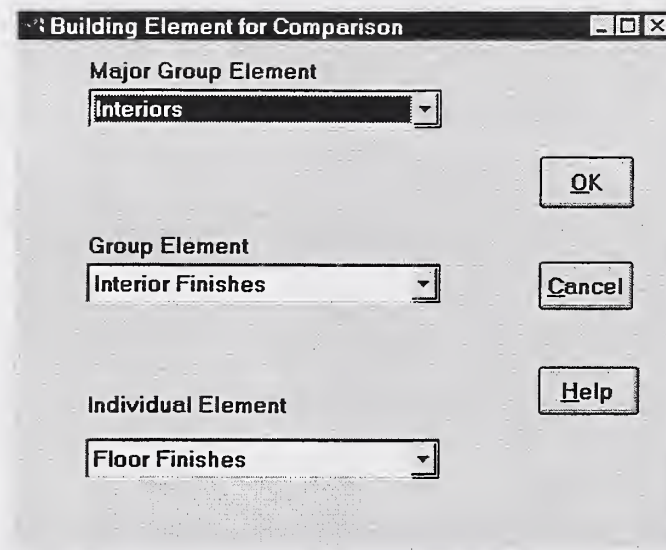 Building Element for Comparison
Major Group Element
Interiors
OK
Group Element
Interior Finishes
Cancel
Help
Individual Element
Floor Finishes